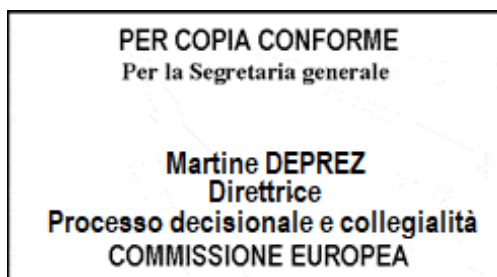 PER COPIA CONFORME
Per la Segretaria generale
Martine DEPREZ
Direttrice
Processo decisionale e collegialità
COMMISSIONE EUROPEA